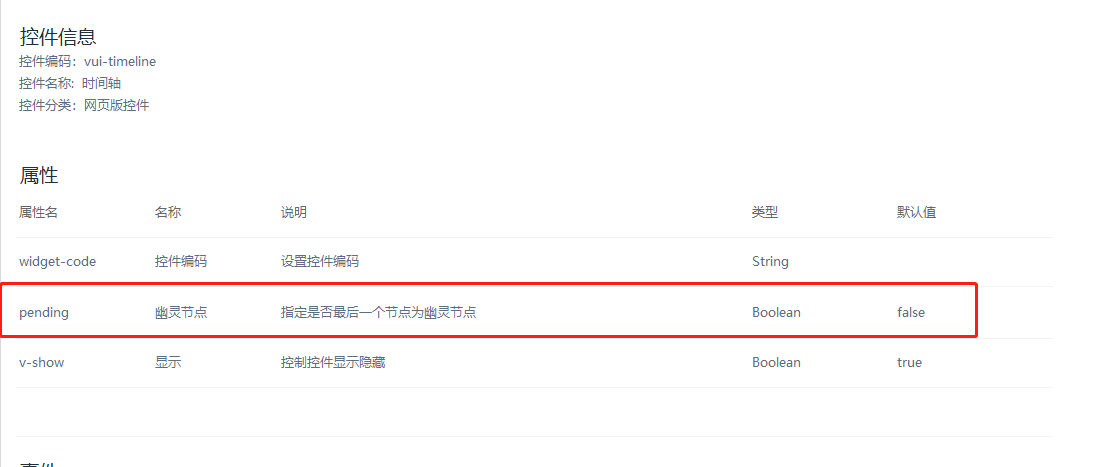 控件信息
控件编码：vui-timeline
控件名称：时间轴
控件分类：网页版控件
属性
属性名 名称 说明 类型 默认值
widget-code 控件编码 设置控件编码 String
pending 幽灵节点 指定是否最后一个节点为幽灵节点 Boolean false
v-show 显示 控制控件显示隐藏 Boolean true